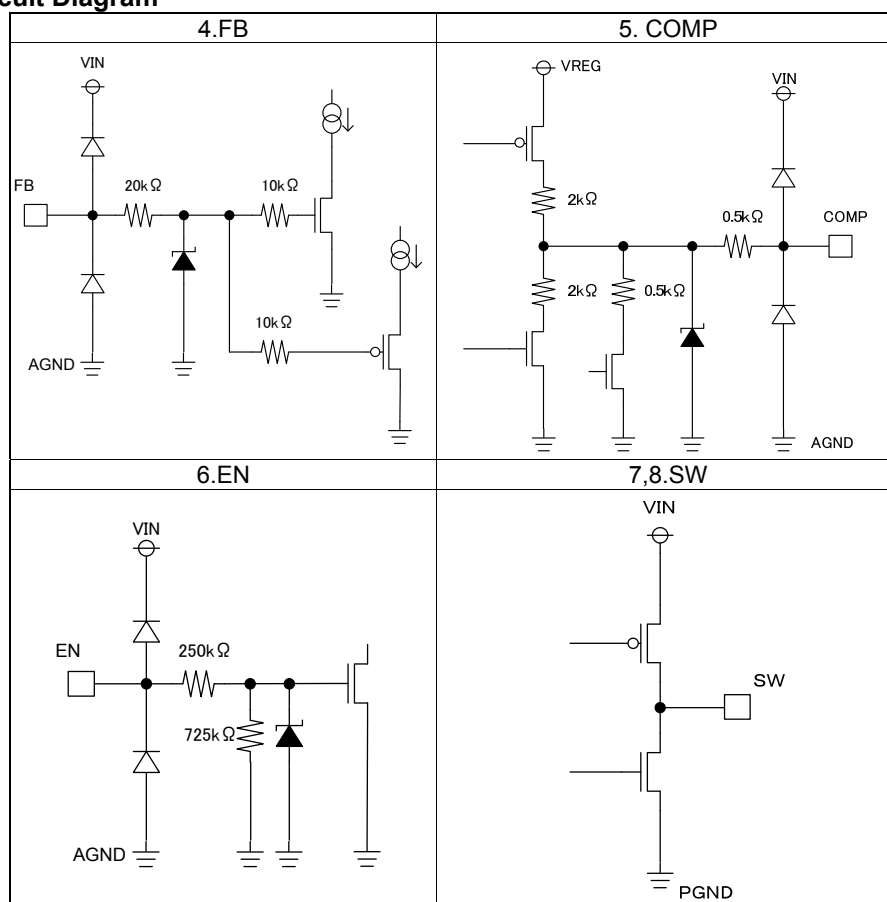 cuit Diagram
4.FB
VIN
FB
20kΩ
10kΩ
10kΩ
AGND
5. COMP
VREG
VIN
2kΩ
0.5kΩ
COMP
2kΩ
0.5kΩ
AGND
6.EN
VIN
EN
250kΩ
725kΩ
AGND
7,8.SW
VIN
SW
PGND